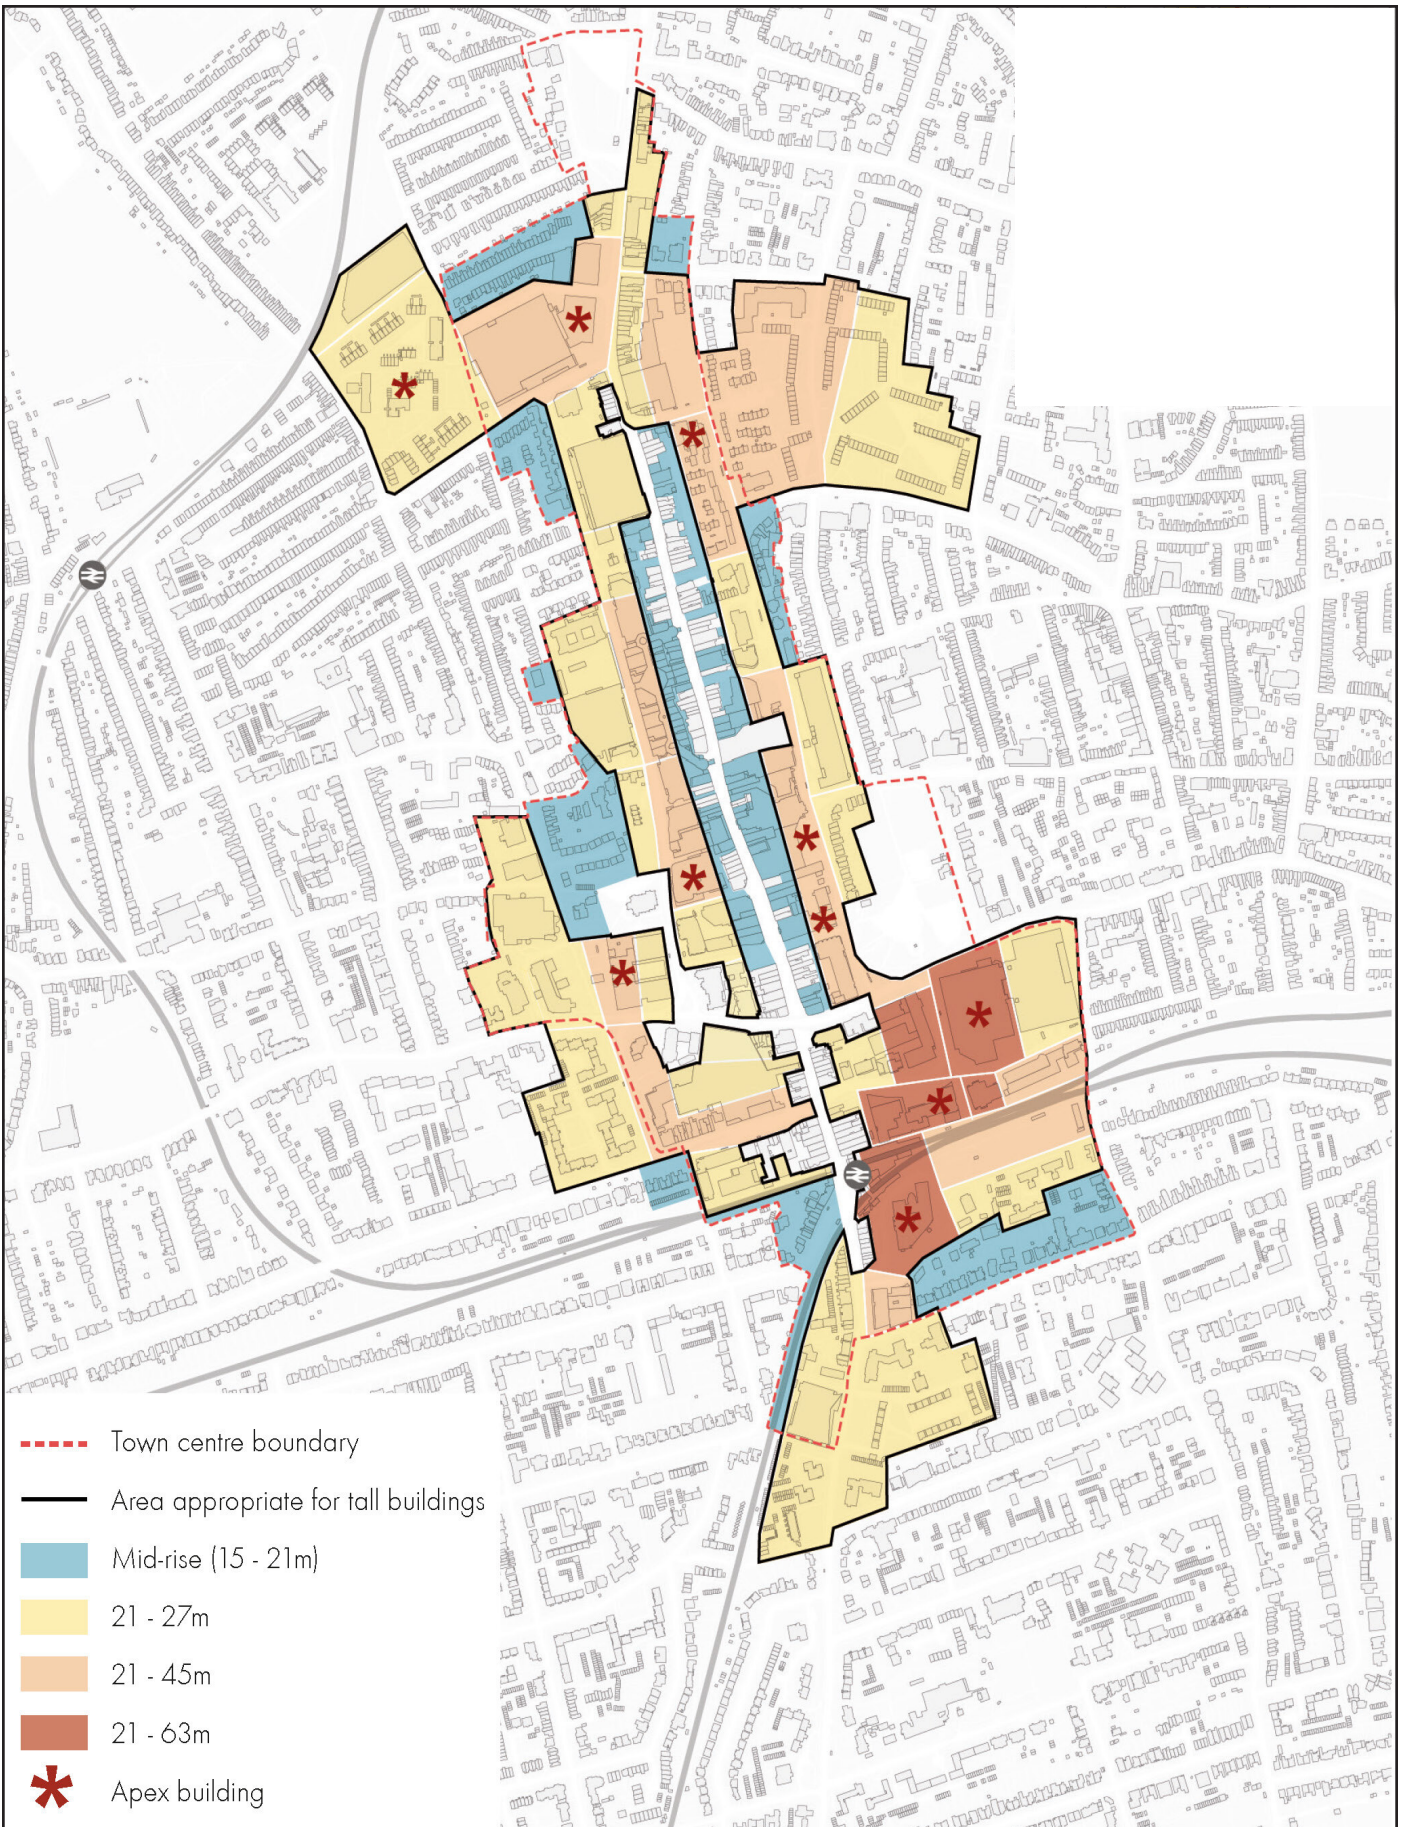 Town centre boundary
Area appropriate for tall buildings
Mid-rise (15 - 21m)
21 - 27m
21 - 45m
21 - 63m
Apex building